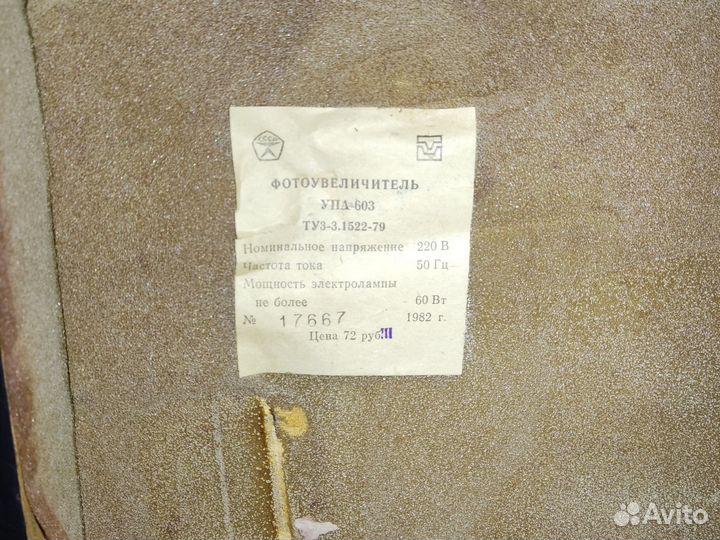 СССР
ФОТОУВЕЛИЧИТЕЛЬ
УПА-603
ТУ3-3.1522-79
Номинальное напряжение 220 В
Частота тока 50 Гц
Мощность электролампы
не более 60 Вт
№ 17667 1982 г.
Цена 72 руб.
Avito